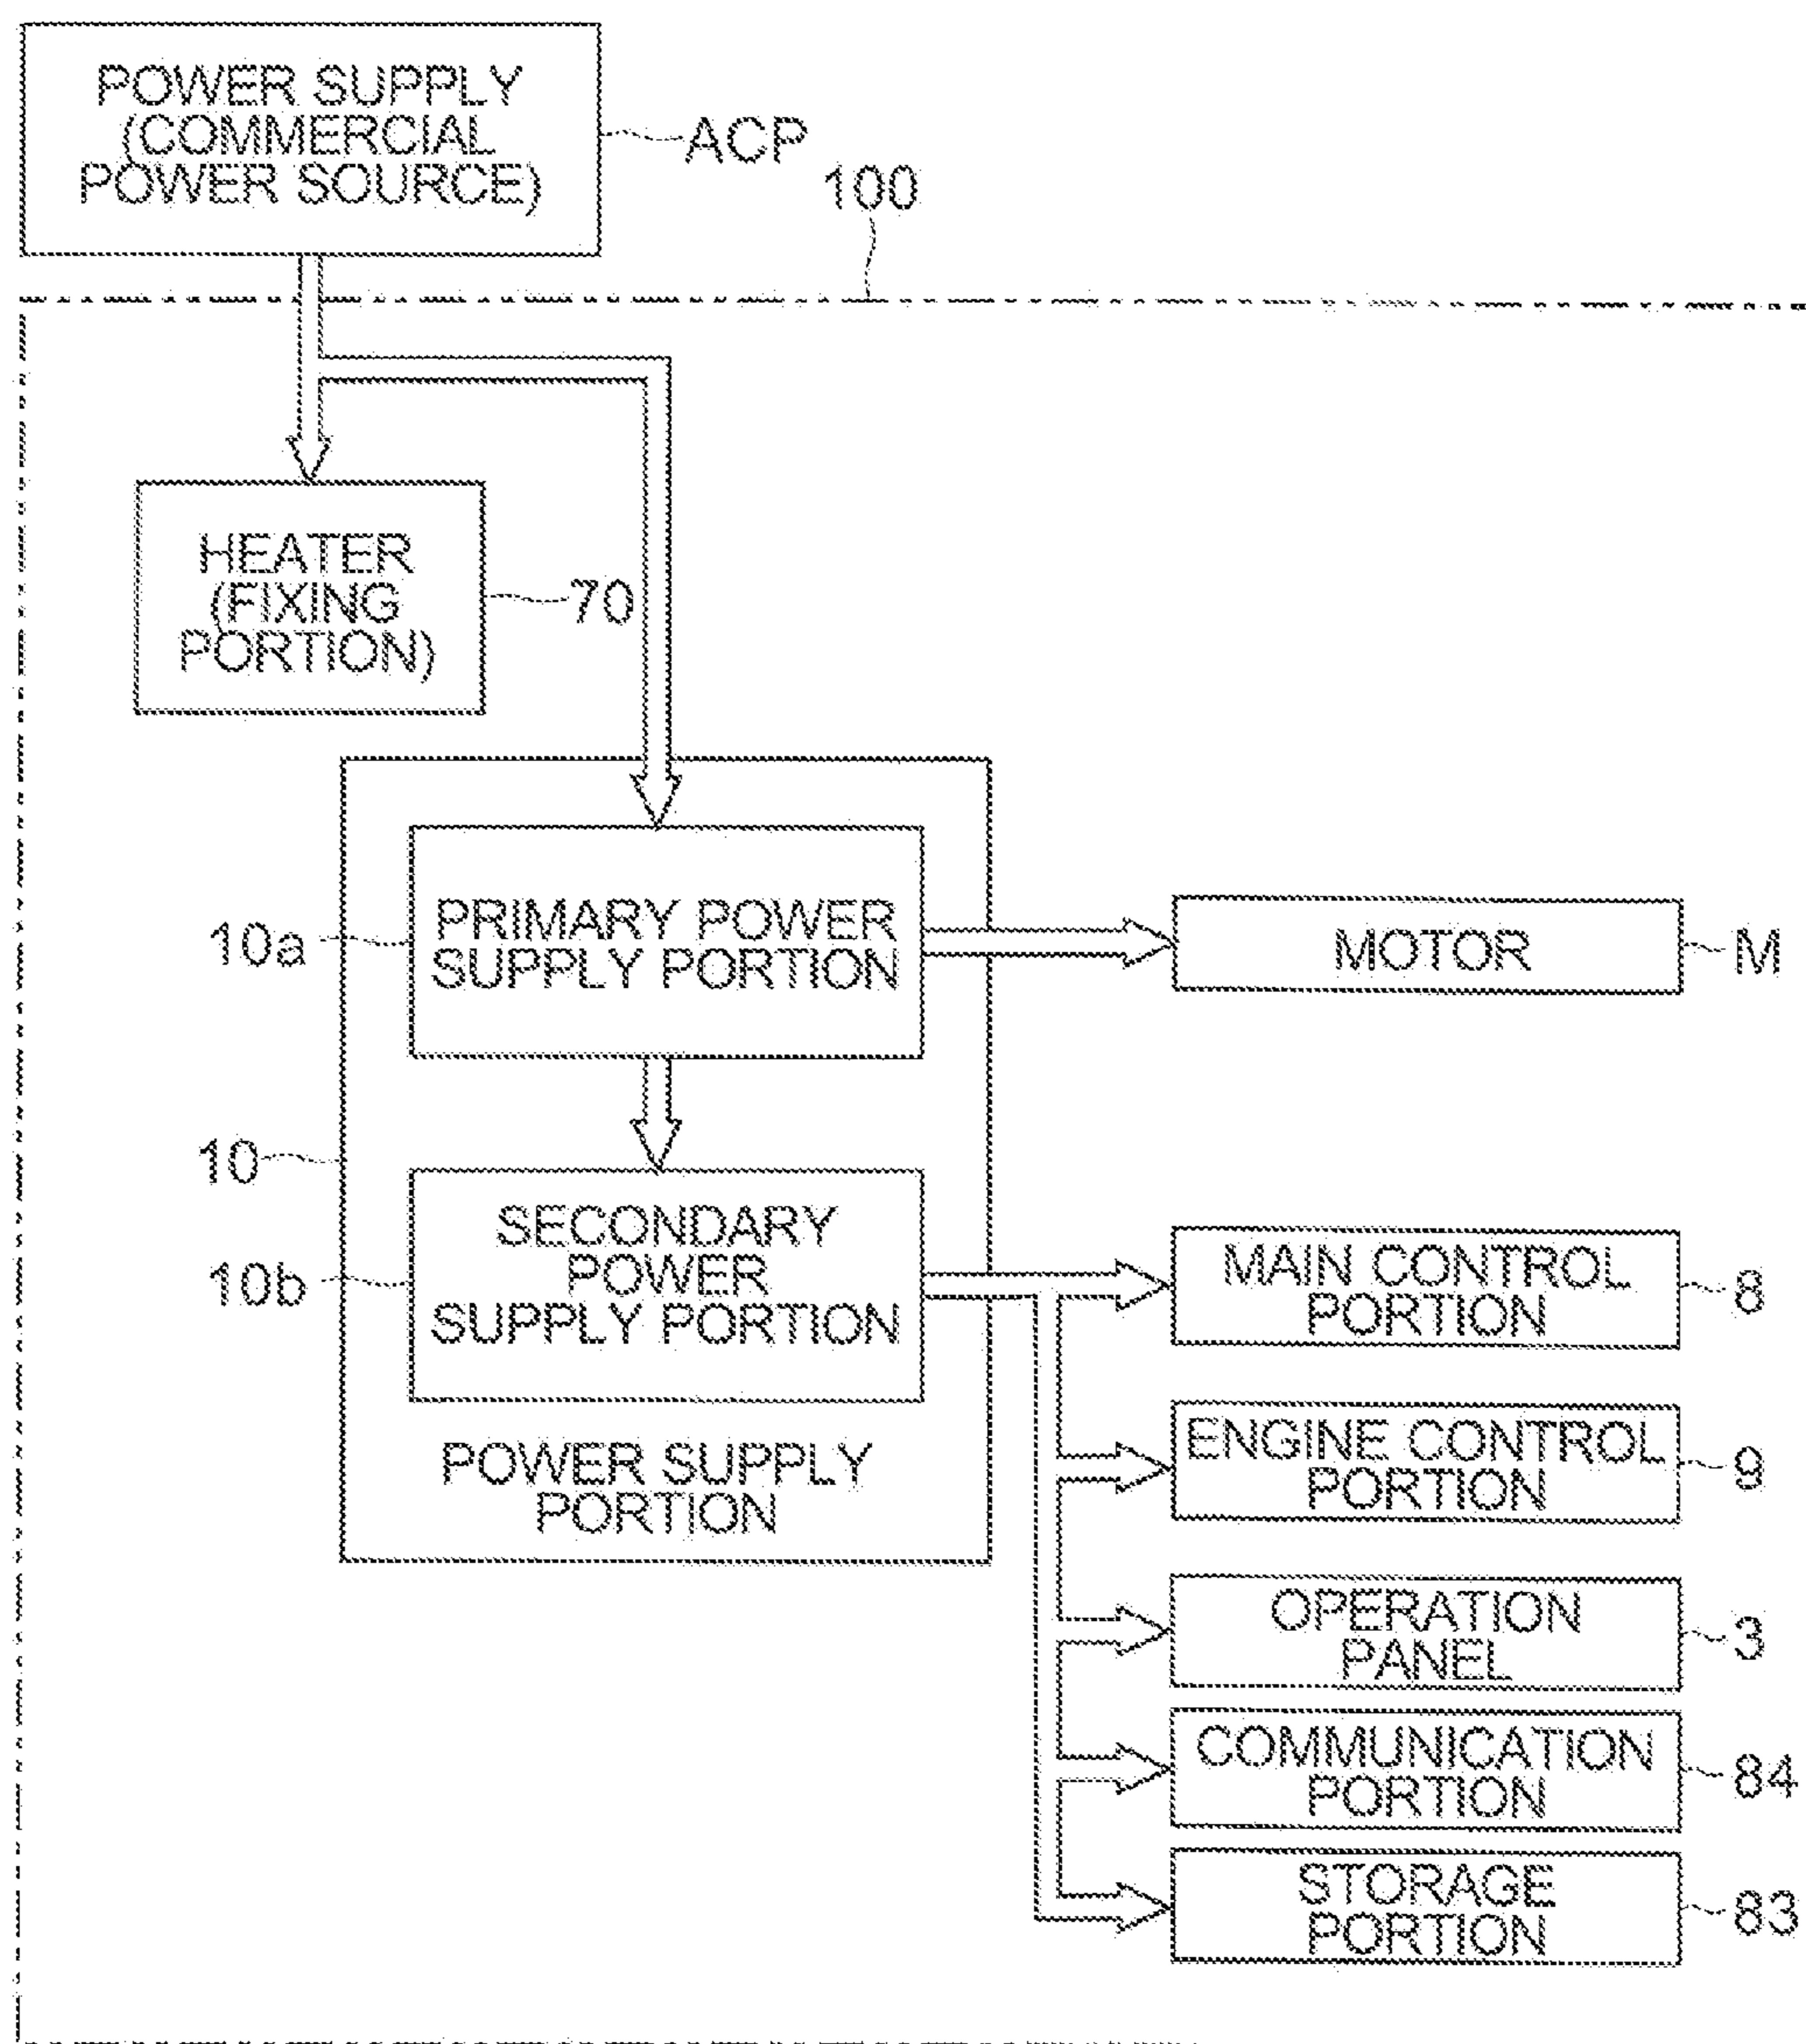 POWER SUPPLY
(COMMERCIAL
POWER SOURCE)
ACP
100
HEATER
(FIXING
PORTION)
70
10a
PRIMARY POWER
SUPPLY PORTION
MOTOR
M
10
10b
SECONDARY
POWER
SUPPLY PORTION
POWER SUPPLY
PORTION
MAIN CONTROL
PORTION
8
ENGINE CONTROL
PORTION
9
OPERATION
PANEL
3
COMMUNICATION
PORTION
84
STORAGE
PORTION
83